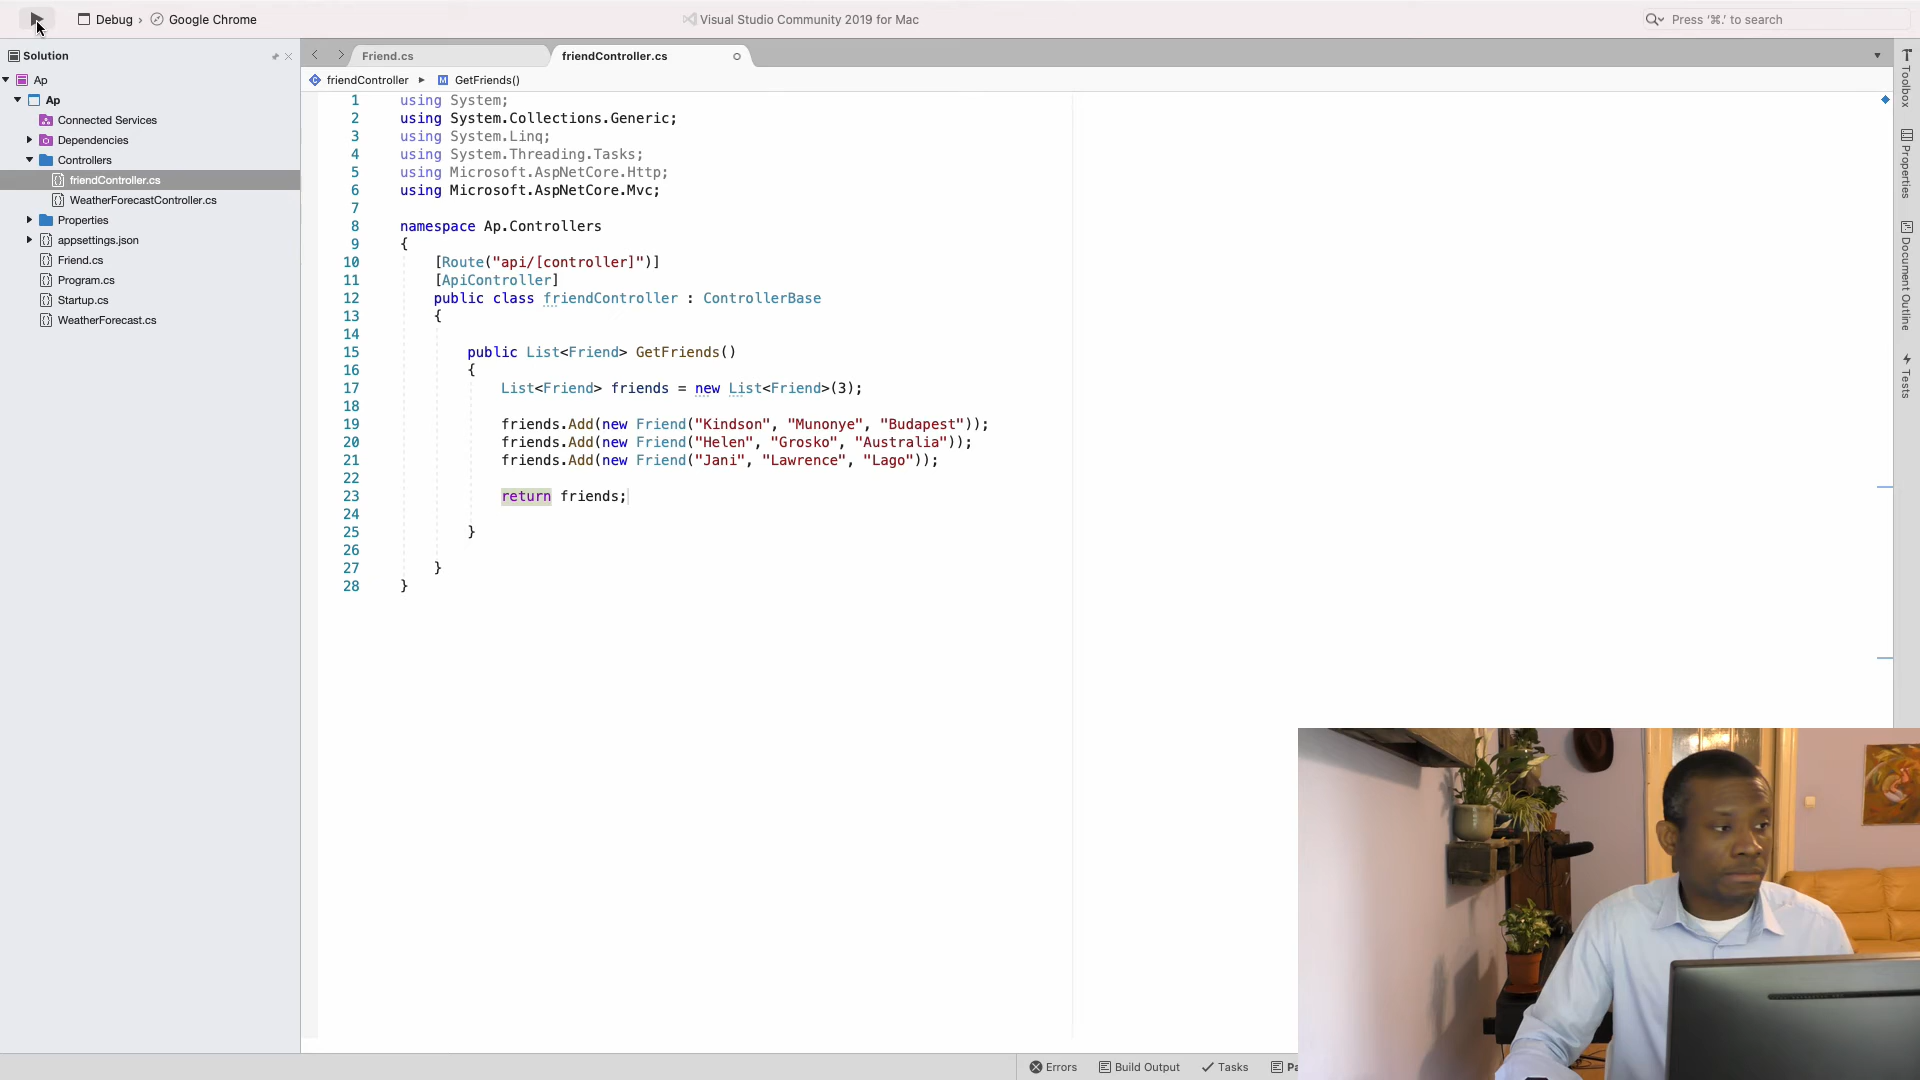 Debug › Google Chrome
Visual Studio Community 2019 for Mac
Press '⌘.' to search
Solution
Ap
Ap
Connected Services
Dependencies
Controllers
friendController.cs
WeatherForecastController.cs
Properties
appsettings.json
Friend.cs
Program.cs
Startup.cs
WeatherForecast.cs
Friend.cs
friendController.cs
friendController ▸ GetFriends()
1 using System;
2 using System.Collections.Generic;
3 using System.Linq;
4 using System.Threading.Tasks;
5 using Microsoft.AspNetCore.Http;
6 using Microsoft.AspNetCore.Mvc;
7
8 namespace Ap.Controllers
9 {
10 [Route("api/[controller]")]
11 [ApiController]
12 public class friendController : ControllerBase
13 {
14
15 public List<Friend> GetFriends()
16 {
17 List<Friend> friends = new List<Friend>(3);
18
19 friends.Add(new Friend("Kindson", "Munonye", "Budapest"));
20 friends.Add(new Friend("Helen", "Grosko", "Australia"));
21 friends.Add(new Friend("Jani", "Lawrence", "Lago"));
22
23 return friends;
24
25 }
26
27 }
28 }
Toolbox
Properties
Document Outline
Tests
Errors
Build Output
Tasks
Pa